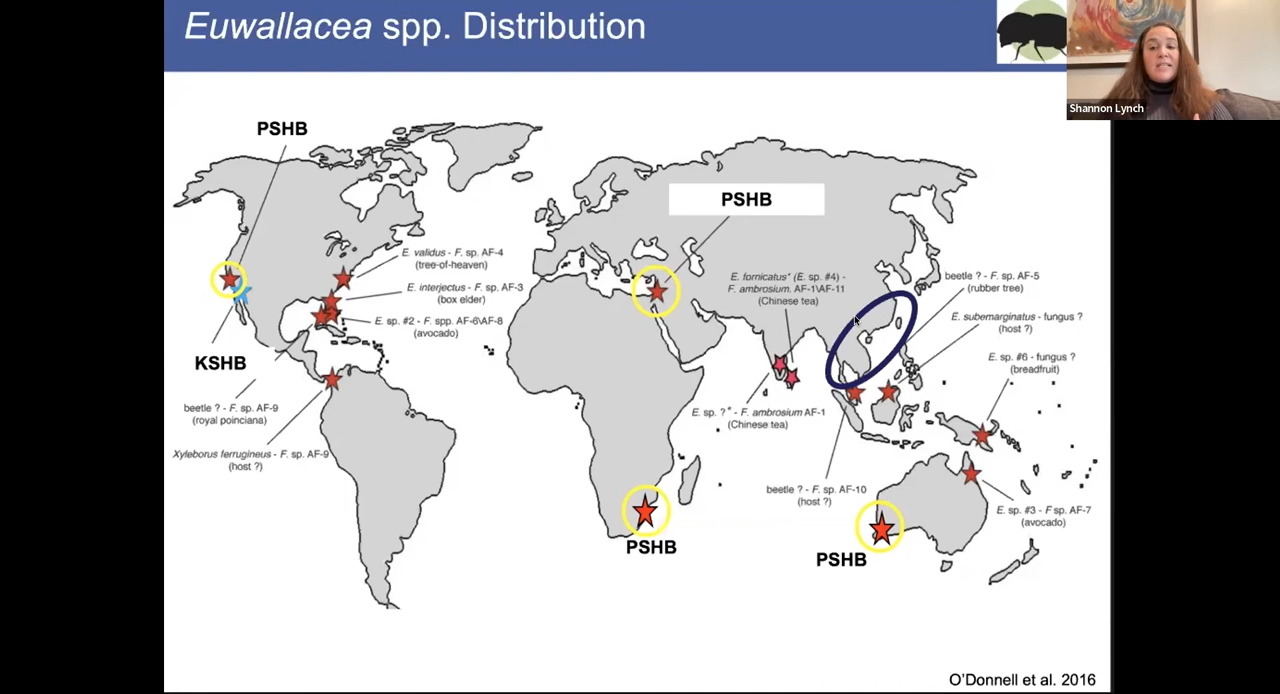 Euwallacea spp. Distribution
Shannon Lynch
PSHB
PSHB
E. validus - F. sp. AF-4
(tree-of-heaven)
E. interjectus - F. sp. AF-3
(box elder)
E. sp. #2 - F. spp. AF-6\AF-8
(avocado)
KSHB
beetle ? - F. sp. AF-9
(royal poinciana)
Xyleborus ferrugineus - F. sp. AF-9
(host ?)
E. fornicatus* (E. sp. #4) -
F. ambrosium. AF-1\AF-11
(Chinese tea)
beetle ? - F. sp. AF-5
(rubber tree)
E. subemarginatus - fungus ?
(host ?)
E. sp. #6 - fungus ?
(breadfruit)
E. sp. ?* - F. ambrosium AF-1
(Chinese tea)
beetle ? - F. sp. AF-10
(host ?)
E. sp. #3 - F sp. AF-7
(avocado)
PSHB
PSHB
O'Donnell et al. 2016